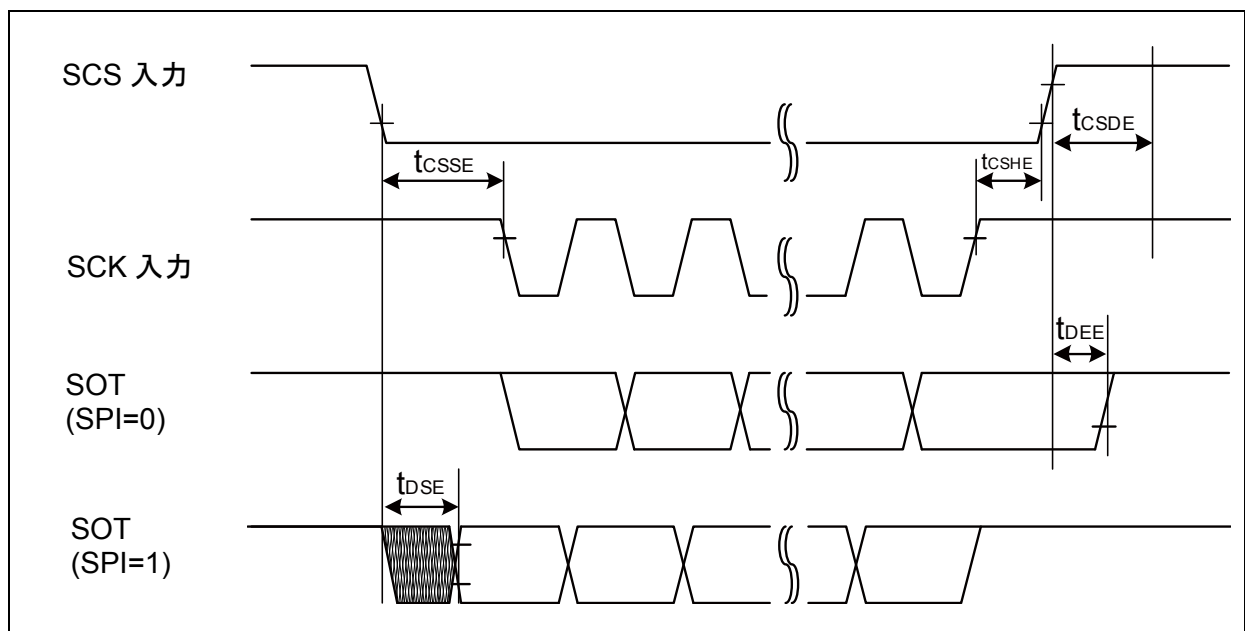 SCS 入力
tCSSE
tCSHE
tCSDE
SCK 入力
tDEE
SOT
(SPI=0)
tDSE
SOT
(SPI=1)